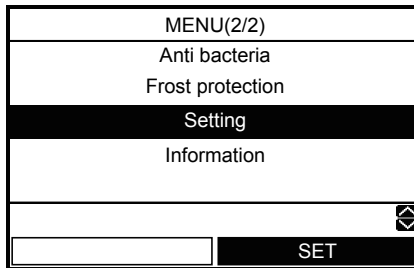 MENU(2/2)
Anti bacteria
Frost protection
Setting
Information
SET